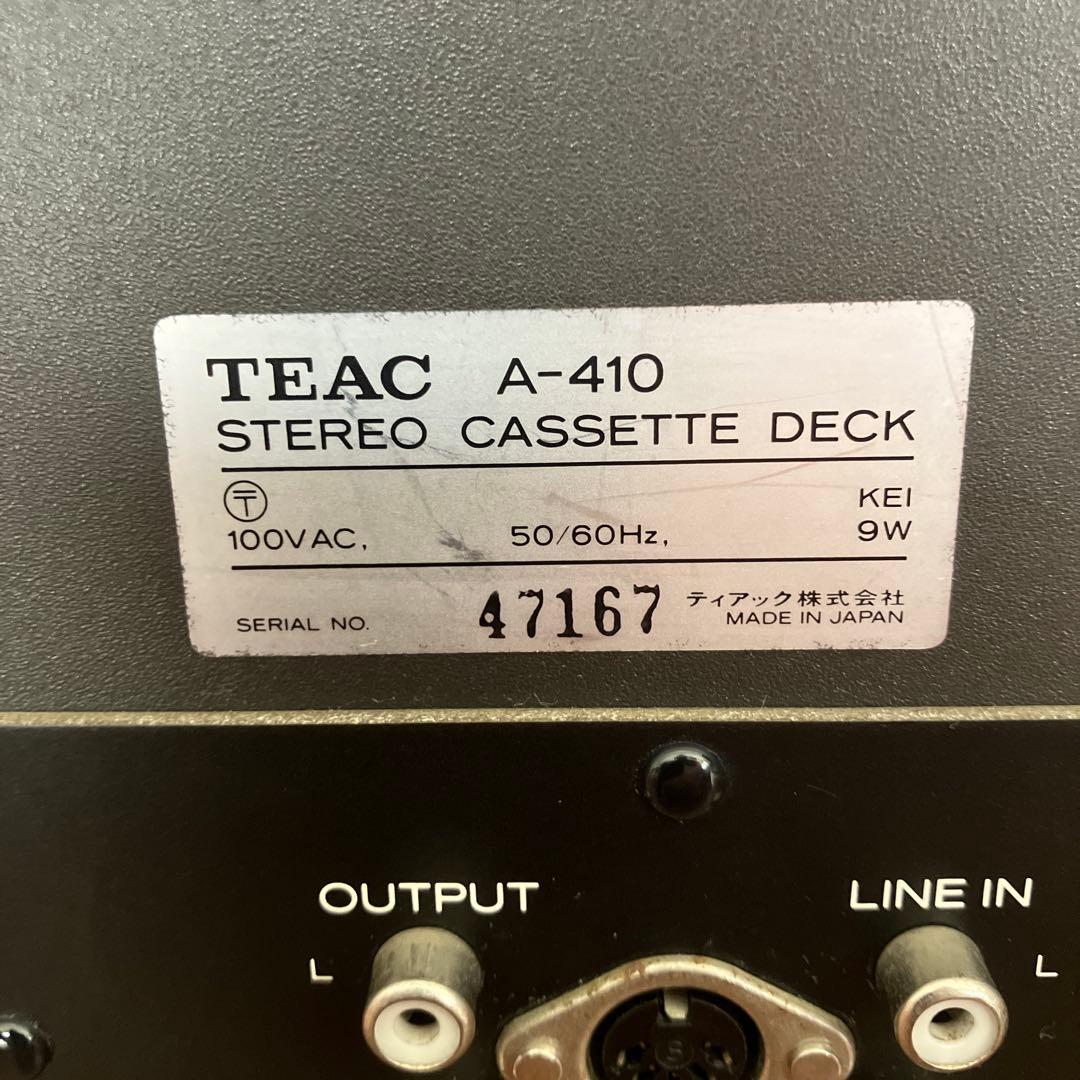 TEAC A-410
STEREO CASSETTE DECK
〒 KEI
100VAC, 50/60Hz, 9W
SERIAL NO. 47167 ティアック株式会社
MADE IN JAPAN
OUTPUT LINE IN
L L